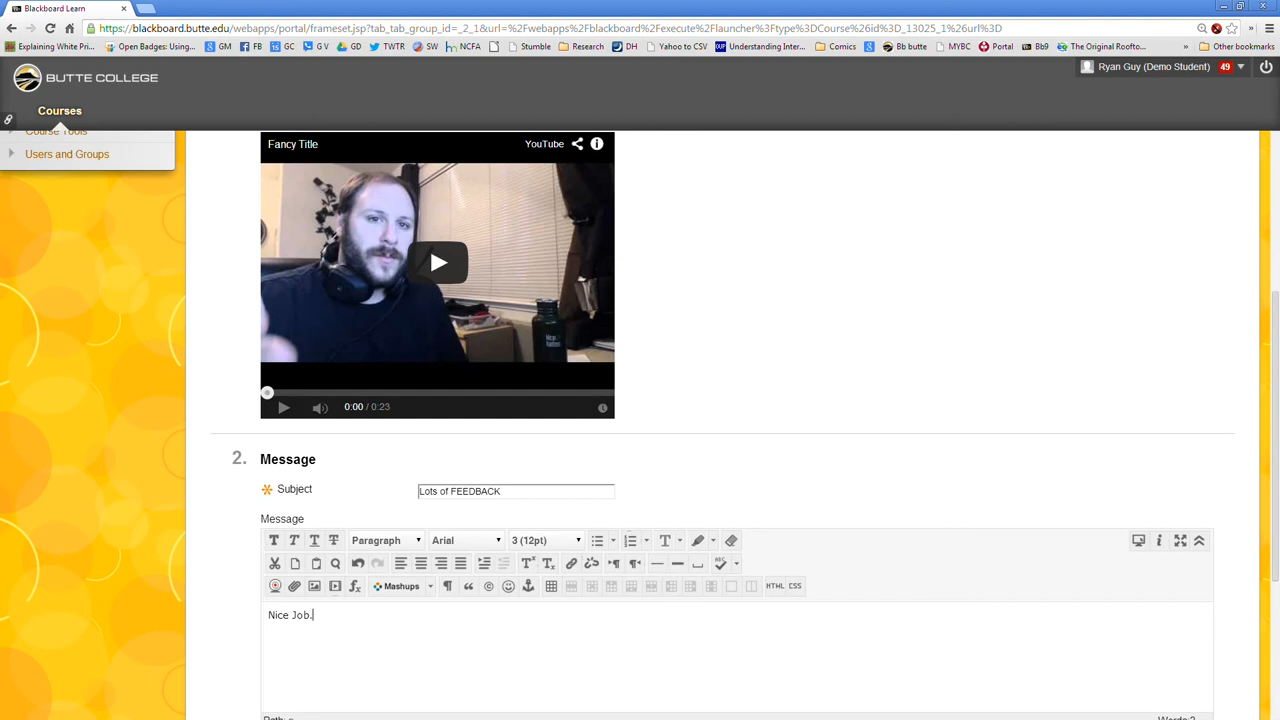 Blackboard Learn
https://blackboard.butte.edu/webapps/portal/frameset.jsp?tab_tab_group_id=_2_1&url=%2Fwebapps%2Fblackboard%2Fexecute%2Flauncher%3Ftype%3DCourse%26id%3D_13025_1%26url%3D
Explaining White Pri... Open Badges: Using... GM FB GC G V GD TWTR SW NCFA Stumble Research DH Yahoo to CSV Understanding Inter... Comics Bb butte MYBC Portal Bb9 The Original Roofto... » Other bookmarks
BUTTE COLLEGE
Ryan Guy (Demo Student) 49
Courses
Course Tools
Users and Groups
Fancy Title YouTube
0:00 / 0:23
2. Message
Subject Lots of FEEDBACK
Message
T T T T Paragraph Arial 3 (12pt)
ABC
Mashups HTML CSS
Nice Job.